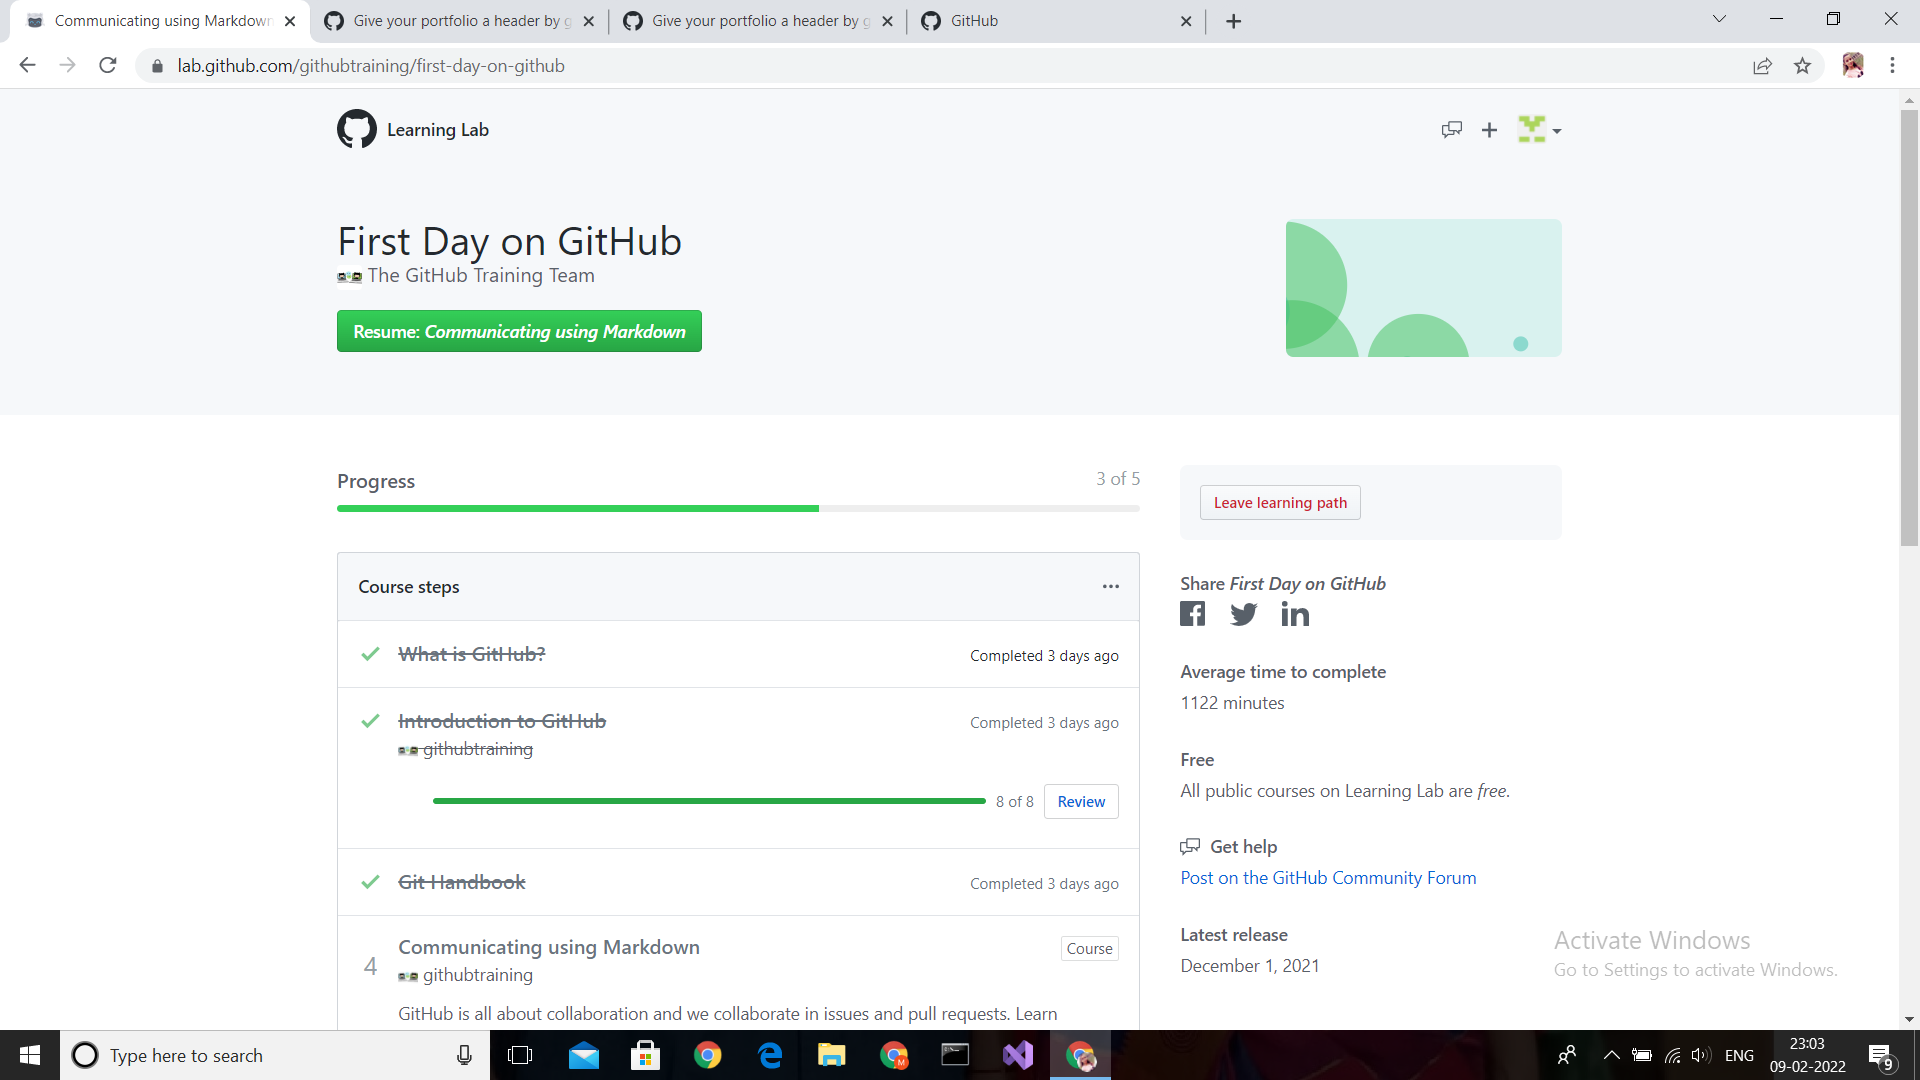 Communicating using Markdown
Give your portfolio a header by g
Give your portfolio a header by g
GitHub
lab.github.com/githubtraining/first-day-on-github
Learning Lab
First Day on GitHub
The GitHub Training Team
Resume: Communicating using Markdown
Progress
3 of 5
Leave learning path
Course steps
Share First Day on GitHub
What is GitHub?
Completed 3 days ago
Average time to complete
1122 minutes
Introduction to GitHub
Completed 3 days ago
githubtraining
8 of 8
Review
Free
All public courses on Learning Lab are free.
Get help
Post on the GitHub Community Forum
Git Handbook
Completed 3 days ago
Latest release
December 1, 2021
4
Communicating using Markdown
Course
githubtraining
GitHub is all about collaboration and we collaborate in issues and pull requests. Learn
Activate Windows
Go to Settings to activate Windows.
Type here to search
M
ENG
23:03
09-02-2022
9